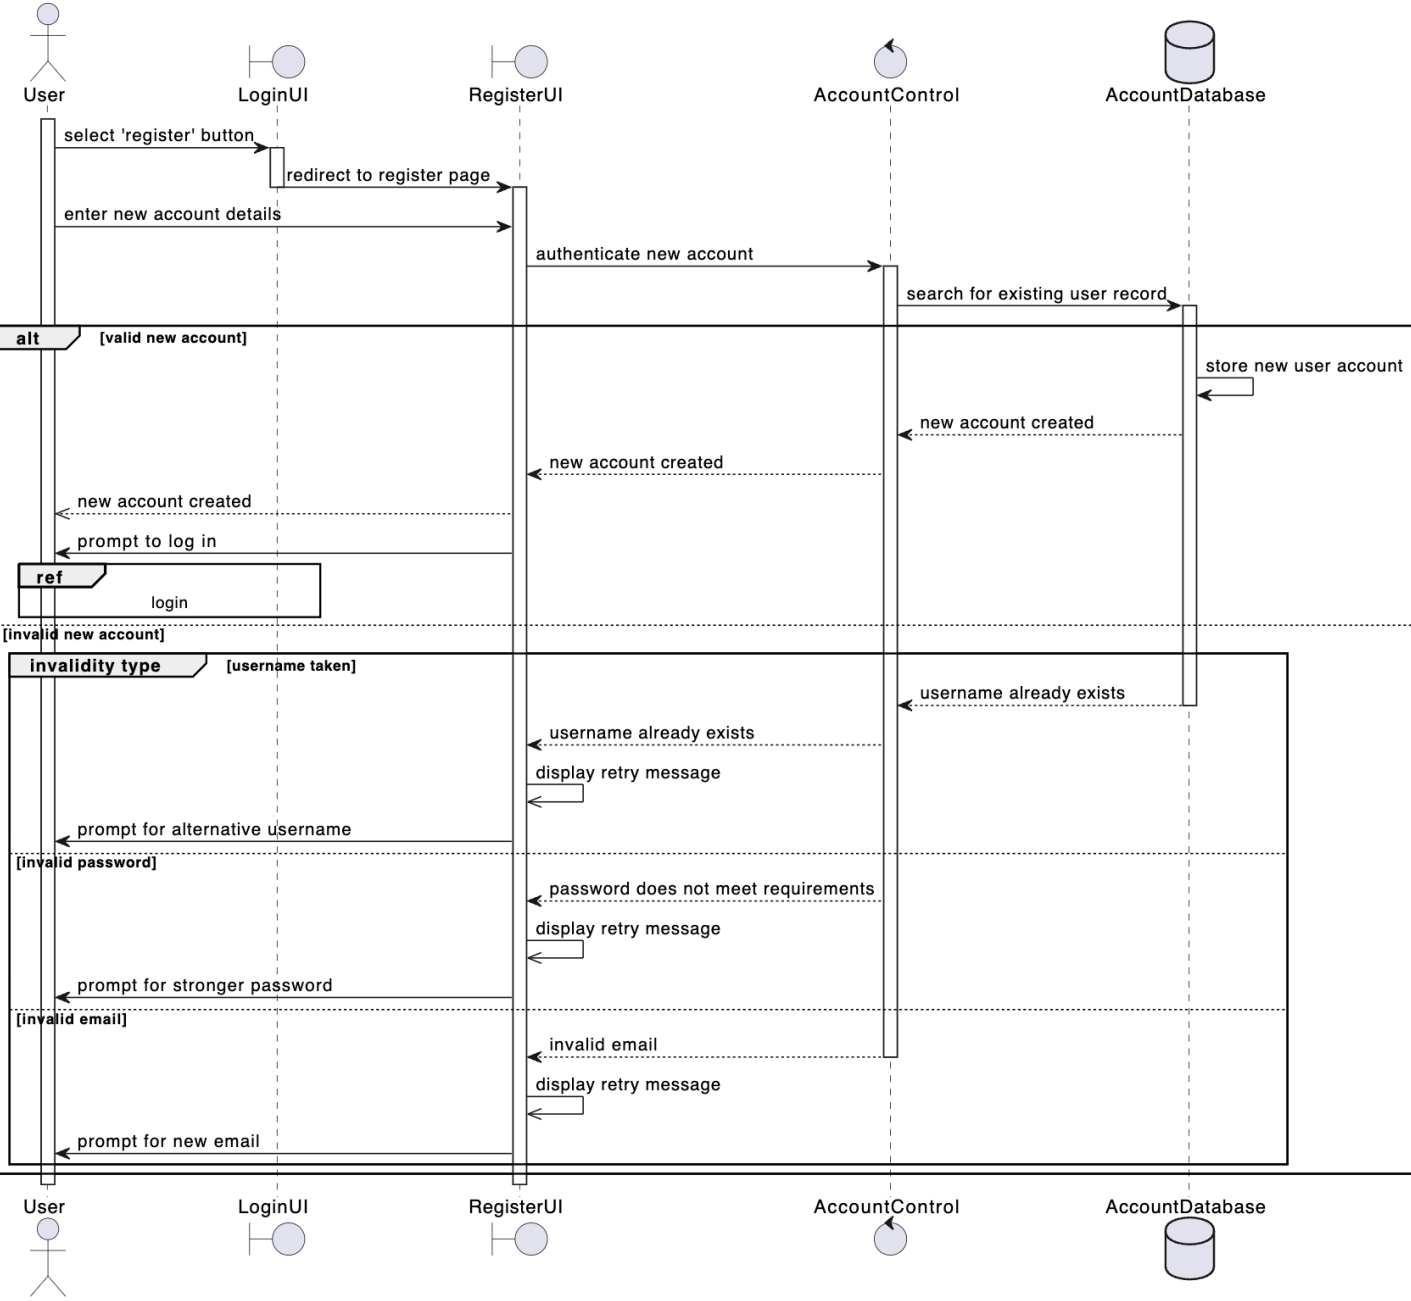 User
LoginUI
RegisterUI
AccountControl
AccountDatabase
select 'register' button
redirect to register page
enter new account details
authenticate new account
search for existing user record
alt
[valid new account]
store new user account
new account created
new account created
new account created
prompt to log in
ref
login
[invalid new account]
invalidity type
[username taken]
username already exists
username already exists
display retry message
prompt for alternative username
[invalid password]
password does not meet requirements
display retry message
prompt for stronger password
[invalid email]
invalid email
display retry message
prompt for new email
User
LoginUI
RegisterUI
AccountControl
AccountDatabase